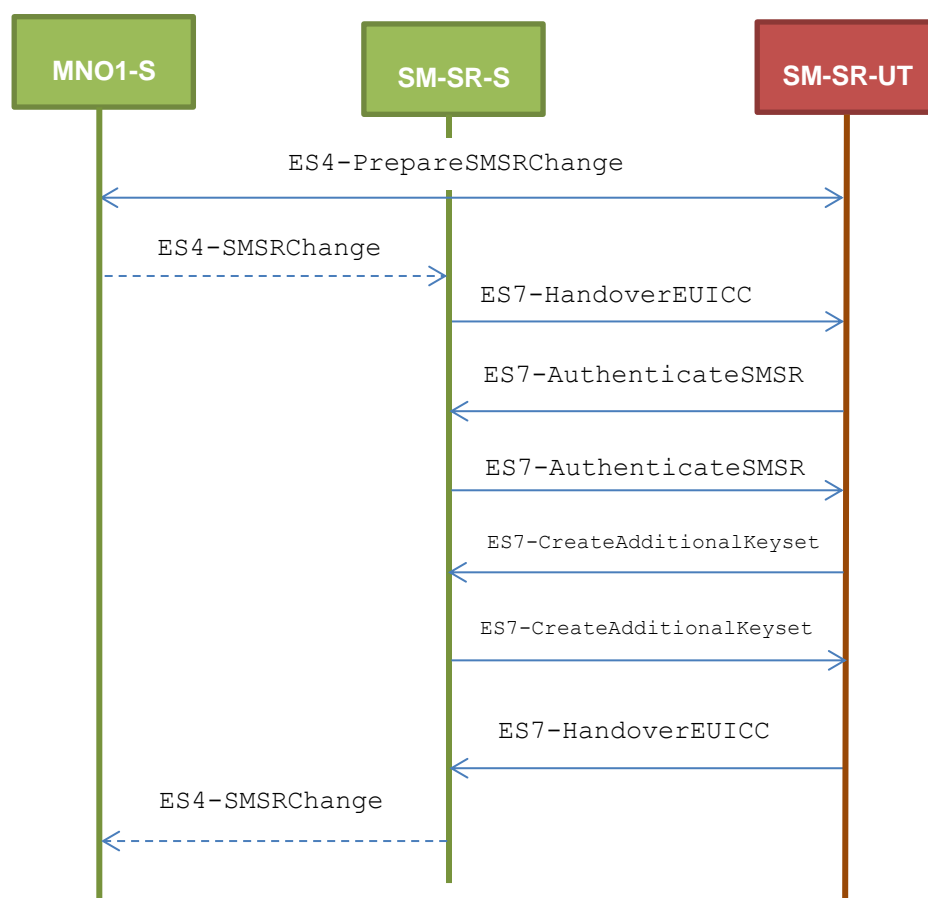 MNO1-S
SM-SR-S
SM-SR-UT
ES4-PrepareSMSRChange
ES4-SMSRChange
ES7-HandoverEUICC
ES7-AuthenticateSMSR
ES7-AuthenticateSMSR
ES7-CreateAdditionalKeyset
ES7-CreateAdditionalKeyset
ES7-HandoverEUICC
ES4-SMSRChange